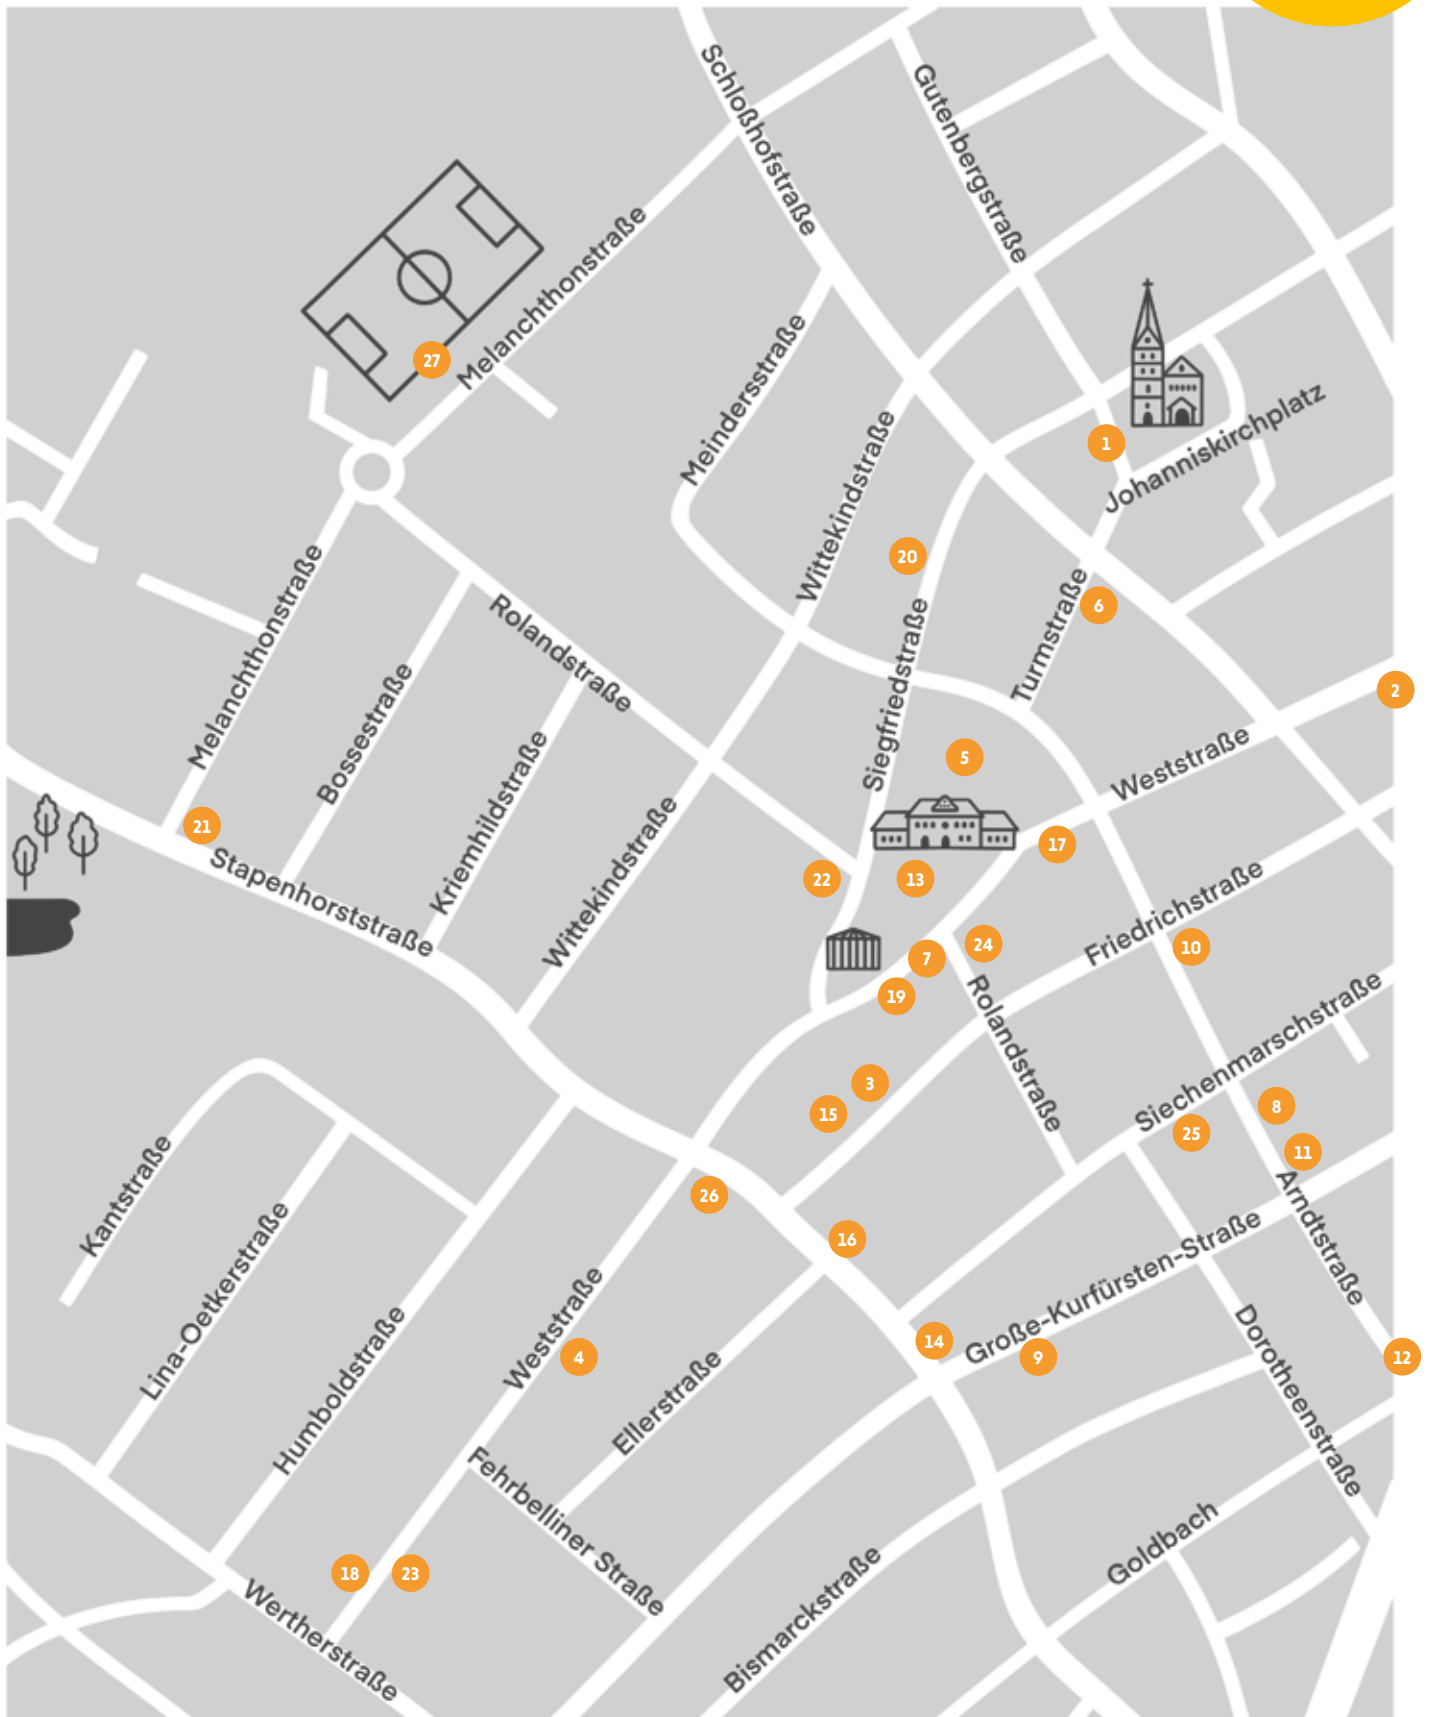 Schloßhofstraße
Gutenbergstraße
Melanchthonstraße
27
Meindersstraße
Johanniskirchplatz
1
Wittekindstraße
20
Turmstraße
6
Melanchthonstraße
Rolandstraße
Siegfriedstraße
2
Bossestraße
Kriemhildstraße
5
Weststraße
21
Stapenhorststraße
Wittekindstraße
17
22
13
Friedrichstraße
24
10
7
19
Rolandstraße
Siechenmarschstraße
3
15
8
25
11
Kantstraße
26
Arndtstraße
16
Lina-Oetkerstraße
Große-Kurfürsten-Straße
Humboldstraße
Weststraße
14
9
12
4
Dorotheenstraße
Ellerstraße
Fehrbelliner Straße
Goldbach
18
23
Bismarckstraße
Wertherstraße